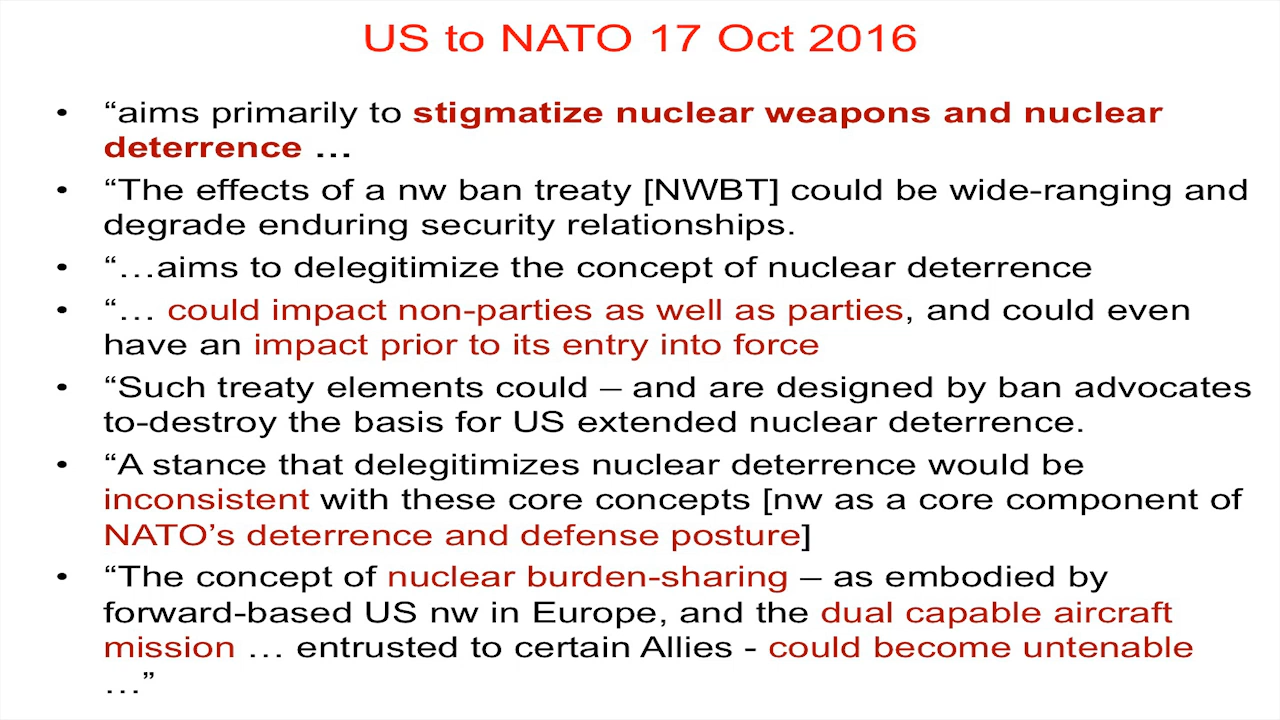 US to NATO 17 Oct 2016
• “aims primarily to stigmatize nuclear weapons and nuclear
deterrence …
• “The effects of a nw ban treaty [NWBT] could be wide-ranging and
degrade enduring security relationships.
• “…aims to delegitimize the concept of nuclear deterrence
• “… could impact non-parties as well as parties, and could even
have an impact prior to its entry into force
• “Such treaty elements could – and are designed by ban advocates
to-destroy the basis for US extended nuclear deterrence.
• “A stance that delegitimizes nuclear deterrence would be
inconsistent with these core concepts [nw as a core component of
NATO’s deterrence and defense posture]
• “The concept of nuclear burden-sharing – as embodied by
forward-based US nw in Europe, and the dual capable aircraft
mission … entrusted to certain Allies - could become untenable
…”